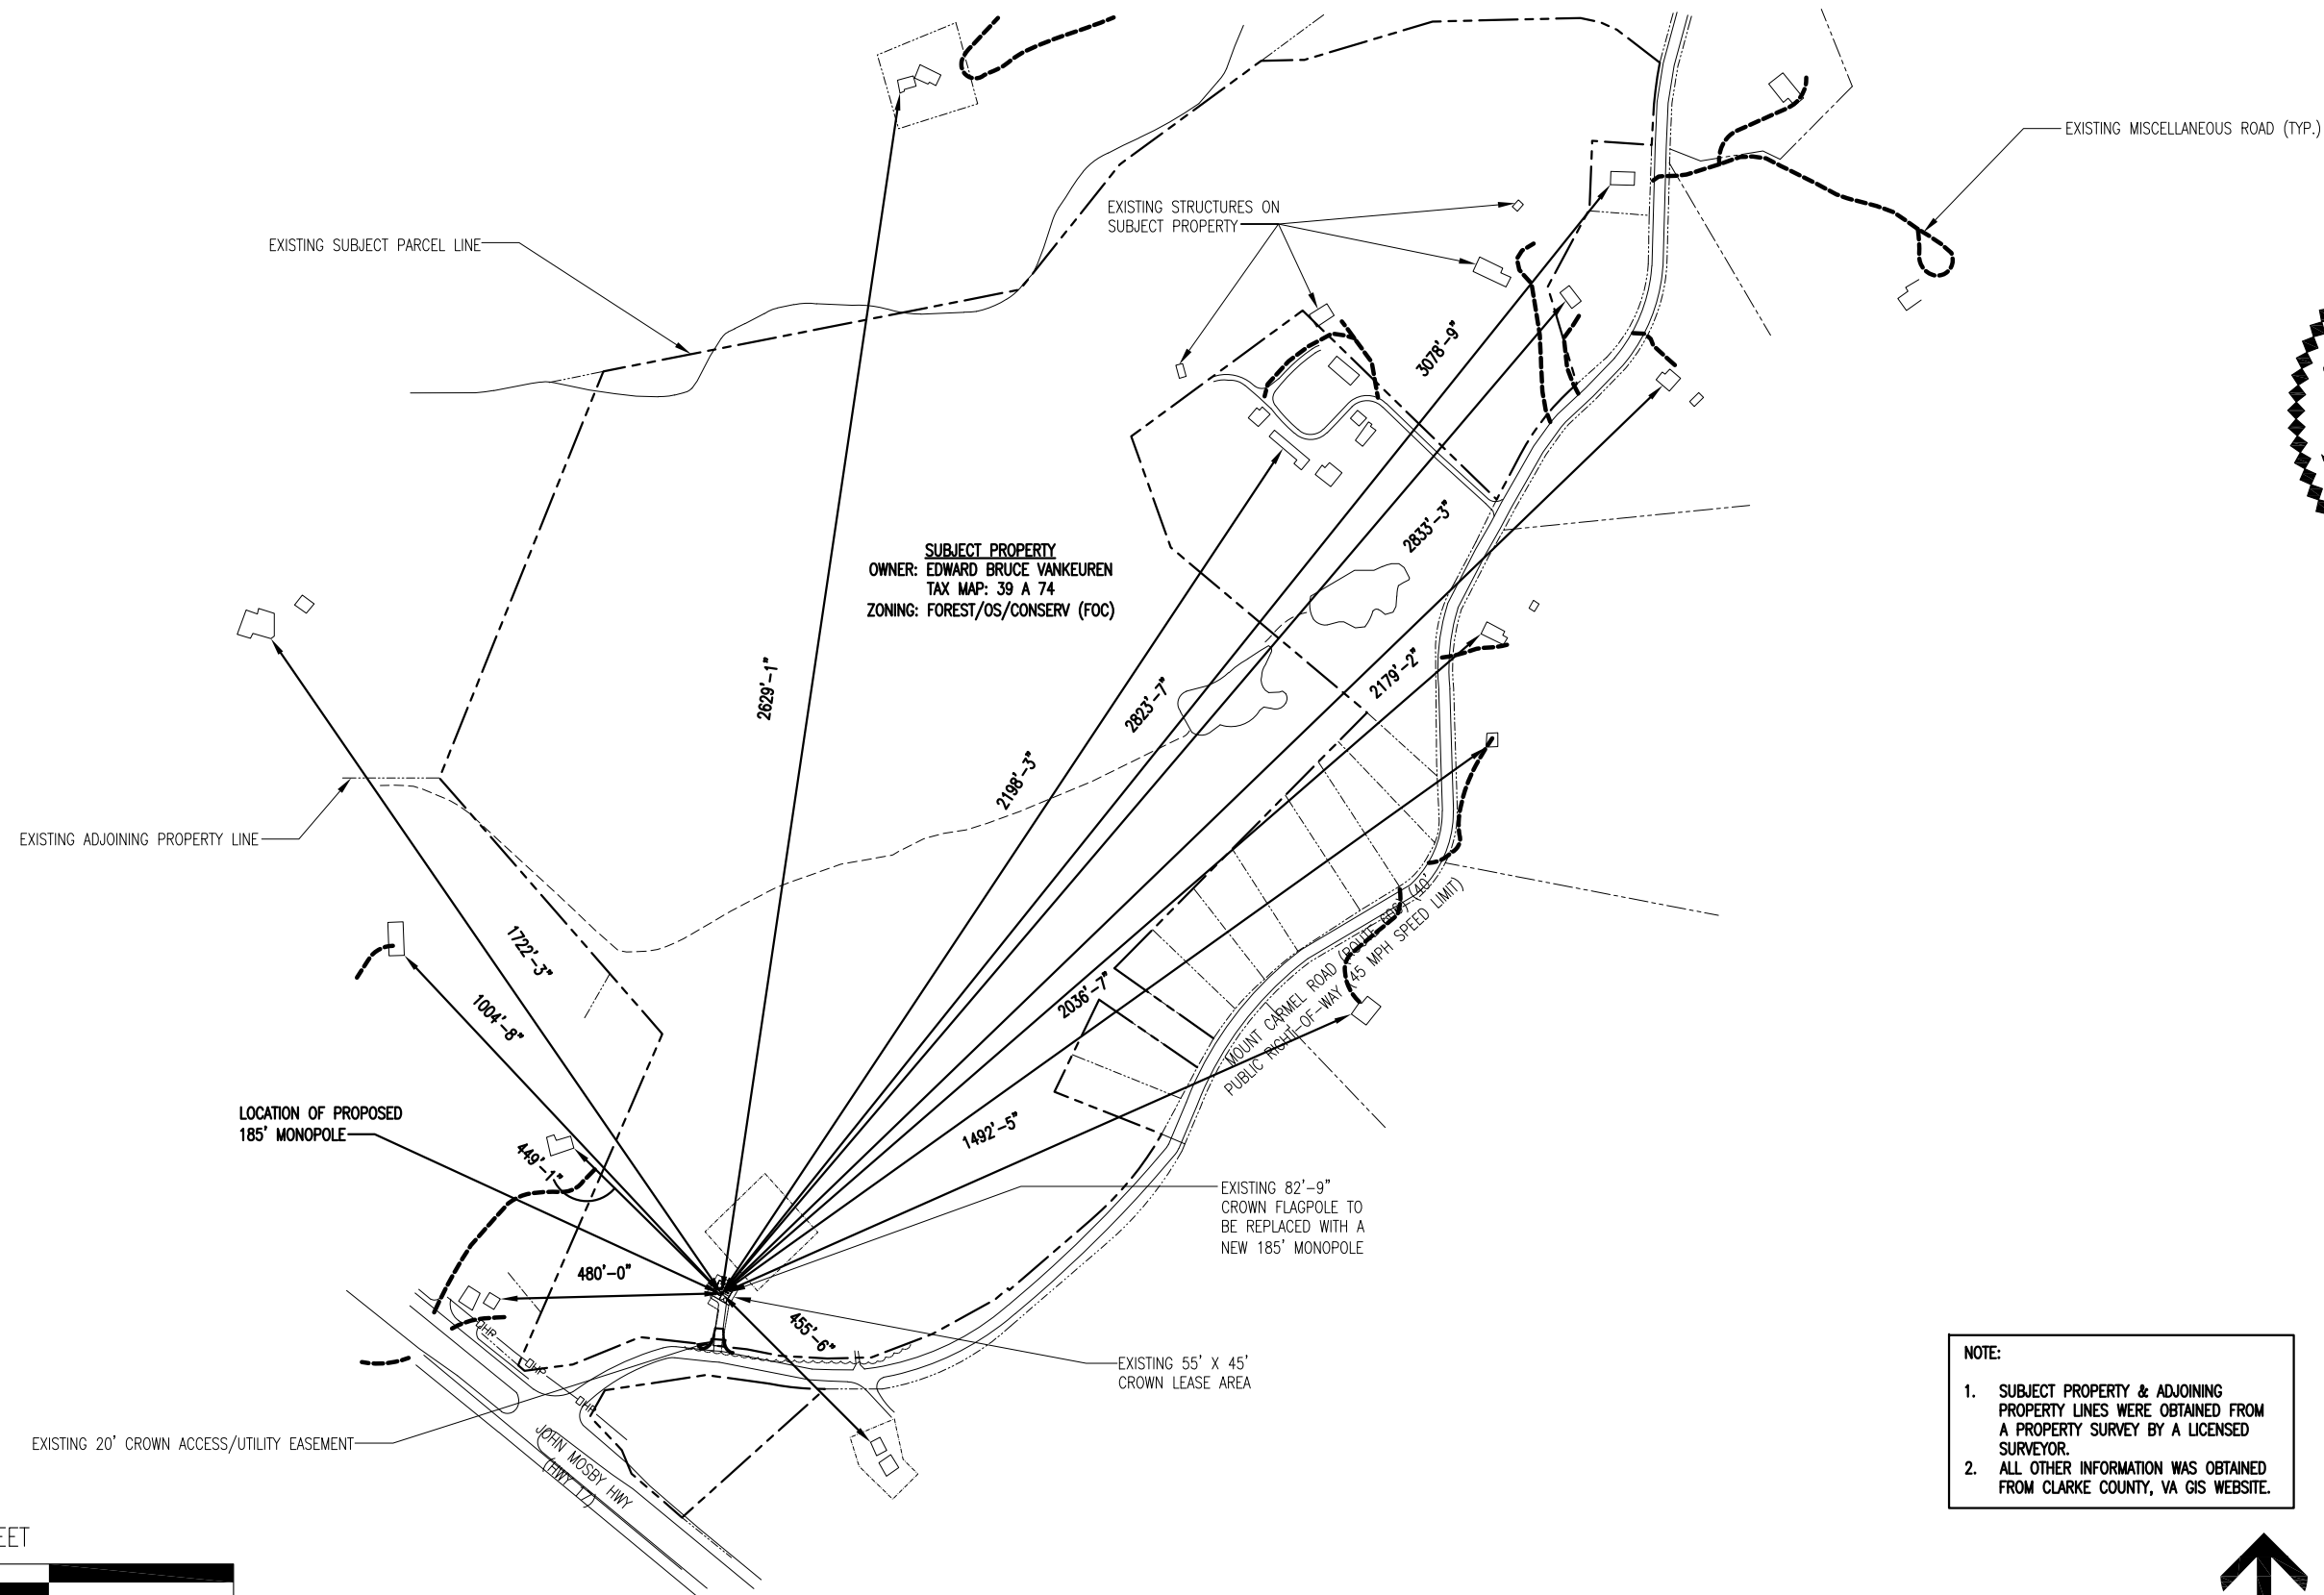 EXISTING MISCELLANEOUS ROAD (TYP.)
EXISTING STRUCTURES ON
SUBJECT PROPERTY
EXISTING SUBJECT PARCEL LINE
3078'-9"
2833'-3"
SUBJECT PROPERTY
OWNER: EDWARD BRUCE VANKEUREN
TAX MAP: 39 A 74
ZONING: FOREST/OS/CONSERV (FOC)
2629'-1"
2179'-2"
2823'-7"
2198'-3"
EXISTING ADJOINING PROPERTY LINE
1722'-3"
1004'-8"
2036'-7"
MOUNT CARMEL ROAD (ROUTE (40'
PUBLIC RIGHT-OF-WAY (45 MPH SPEED LIMIT)
LOCATION OF PROPOSED
185' MONOPOLE
1492'-5"
449'-1"
EXISTING 82'-9"
CROWN FLAGPOLE TO
BE REPLACED WITH A
NEW 185' MONOPOLE
480'-0"
455'-6"
OHP
OHP
OHP
EXISTING 55' X 45'
CROWN LEASE AREA
EXISTING 20' CROWN ACCESS/UTILITY EASEMENT
JOHN MOSBY HWY
(HWY 17)
NOTE:
1. SUBJECT PROPERTY & ADJOINING
PROPERTY LINES WERE OBTAINED FROM
A PROPERTY SURVEY BY A LICENSED
SURVEYOR.
2. ALL OTHER INFORMATION WAS OBTAINED
FROM CLARKE COUNTY, VA GIS WEBSITE.
EET